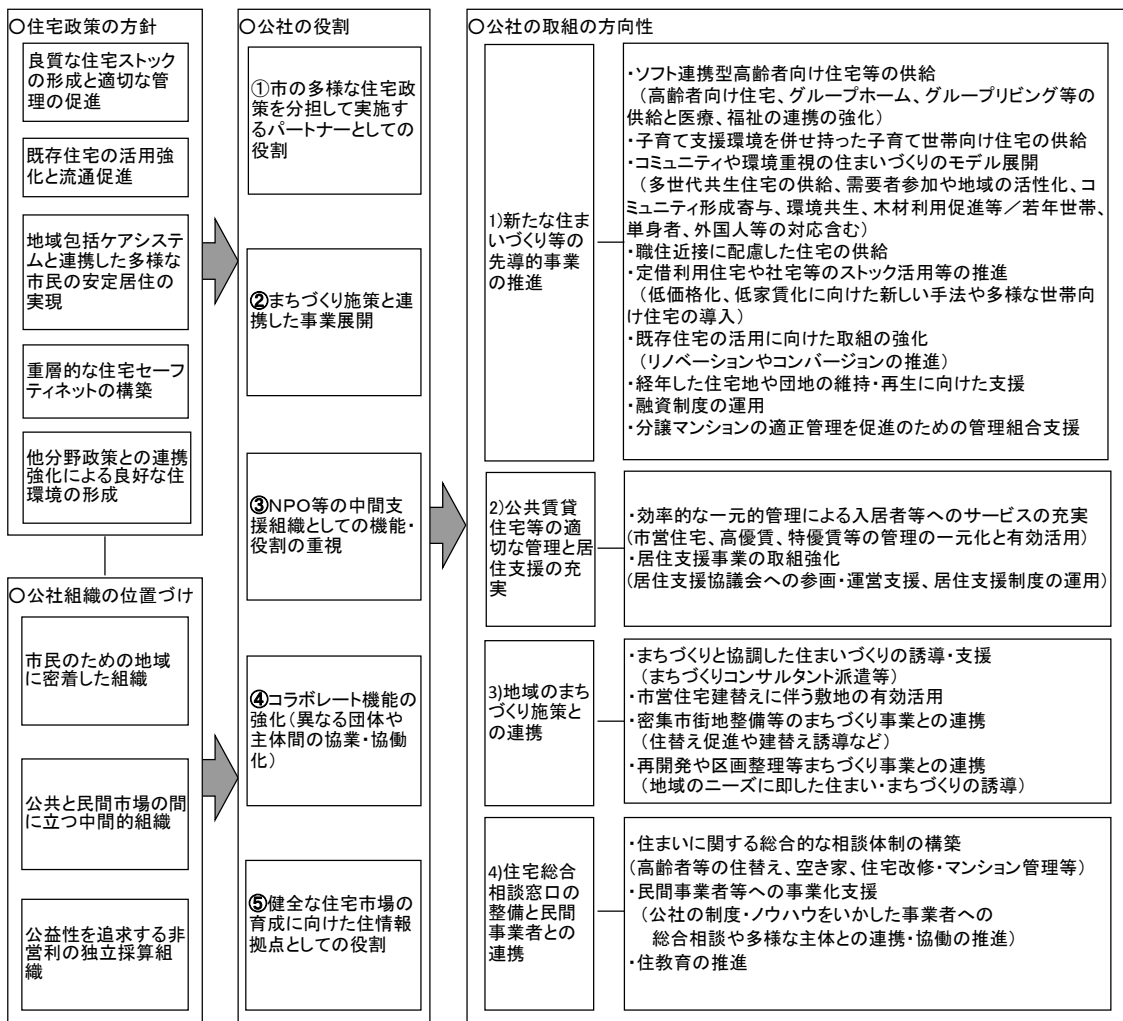 ○住宅政策の方針
良質な住宅ストック
の形成と適切な管
理の促進
既存住宅の活用強
化と流通促進
地域包括ケアシステ
ムと連携した多様な
市民の安定居住の
実現
重層的な住宅セーフ
ティネットの構築
他分野政策との連携
強化による良好な住
環境の形成
○公社組織の位置づけ
市民のための地域
に密着した組織
公共と民間市場の間
に立つ中間的組織
公益性を追求する非
営利の独立採算組
織
○公社の役割
①市の多様な住宅政
策を分担して実施す
るパートナーとしての
役割
②まちづくり施策と連
携した事業展開
③NPO等の中間支
援組織としての機能・
役割の重視
④コラボレート機能の
強化(異なる団体や
主体間の協業・協働
化)
⑤健全な住宅市場の
育成に向けた住情報
拠点としての役割
○公社の取組の方向性
1)新たな住ま
いづくり等の
先導的事業
の推進
・ソフト連携型高齢者向け住宅等の供給
(高齢者向け住宅、グループホーム、グループリビング等の
供給と医療、福祉の連携の強化)
・子育て支援環境を併せ持った子育て世帯向け住宅の供給
・コミュニティや環境重視の住まいづくりのモデル展開
(多世代共生住宅の供給、需要者参加や地域の活性化、コ
ミュニティ形成寄与、環境共生、木材利用促進等/若年世帯、
単身者、外国人等の対応含む)
・職住近接に配慮した住宅の供給
・定借利用住宅や社宅等のストック活用等の推進
(低価格化、低家賃化に向けた新しい手法や多様な世帯向
け住宅の導入)
・既存住宅の活用に向けた取組の強化
(リノベーションやコンバージョンの推進)
・経年した住宅地や団地の維持・再生に向けた支援
・融資制度の運用
・分譲マンションの適正管理を促進のための管理組合支援
2)公共賃貸
住宅等の適
切な管理と居
住支援の充
実
・効率的な一元的管理による入居者等へのサービスの充実
(市営住宅、高優賃、特優賃等の管理の一元化と有効活用)
・居住支援事業の取組強化
(居住支援協議会への参画・運営支援、居住支援制度の運用)
3)地域のまち
づくり施策と
の連携
・まちづくりと協調した住まいづくりの誘導・支援
(まちづくりコンサルタント派遣等)
・市営住宅建替えに伴う敷地の有効活用
・密集市街地整備等のまちづくり事業との連携
(住替え促進や建替え誘導など)
・再開発や区画整理等まちづくり事業との連携
(地域のニーズに即した住まい・まちづくりの誘導)
4)住宅総合
相談窓口の
整備と民間
事業者との
連携
・住まいに関する総合的な相談体制の構築
(高齢者等の住替え、空き家、住宅改修・マンション管理等)
・民間事業者等への事業化支援
(公社の制度・ノウハウをいかした事業者への
総合相談や多様な主体との連携・協働の推進)
・住教育の推進